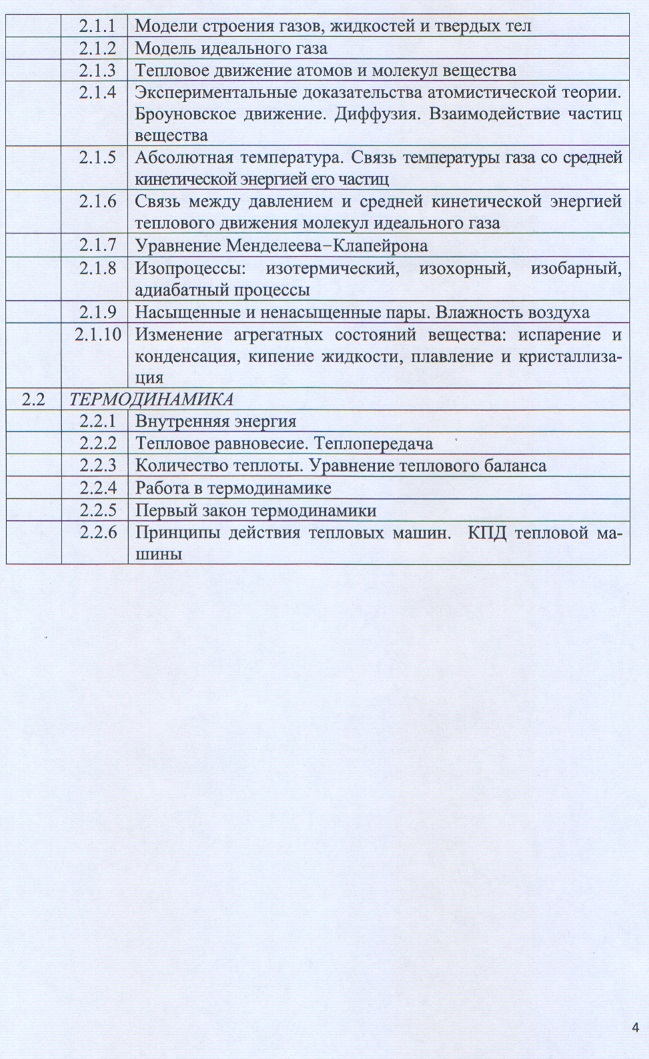 2.1.1 Модели строения газов, жидкостей и твердых тел
2.1.2 Модель идеального газа
2.1.3 Тепловое движение атомов и молекул вещества
2.1.4 Экспериментальные доказательства атомистической теории.
Броуновское движение. Диффузия. Взаимодействие частиц
вещества
2.1.5 Абсолютная температура. Связь температуры газа со средней
кинетической энергией его частиц
2.1.6 Связь между давлением и средней кинетической энергией
теплового движения молекул идеального газа
2.1.7 Уравнение Менделеева−Клапейрона
2.1.8 Изопроцессы: изотермический, изохорный, изобарный,
адиабатный процессы
2.1.9 Насыщенные и ненасыщенные пары. Влажность воздуха
2.1.10 Изменение агрегатных состояний вещества: испарение и
конденсация, кипение жидкости, плавление и кристаллиза-
ция
2.2 ТЕРМОДИНАМИКА
2.2.1 Внутренняя энергия
2.2.2 Тепловое равновесие. Теплопередача
2.2.3 Количество теплоты. Уравнение теплового баланса
2.2.4 Работа в термодинамике
2.2.5 Первый закон термодинамики
2.2.6 Принципы действия тепловых машин. КПД тепловой ма-
шины
4